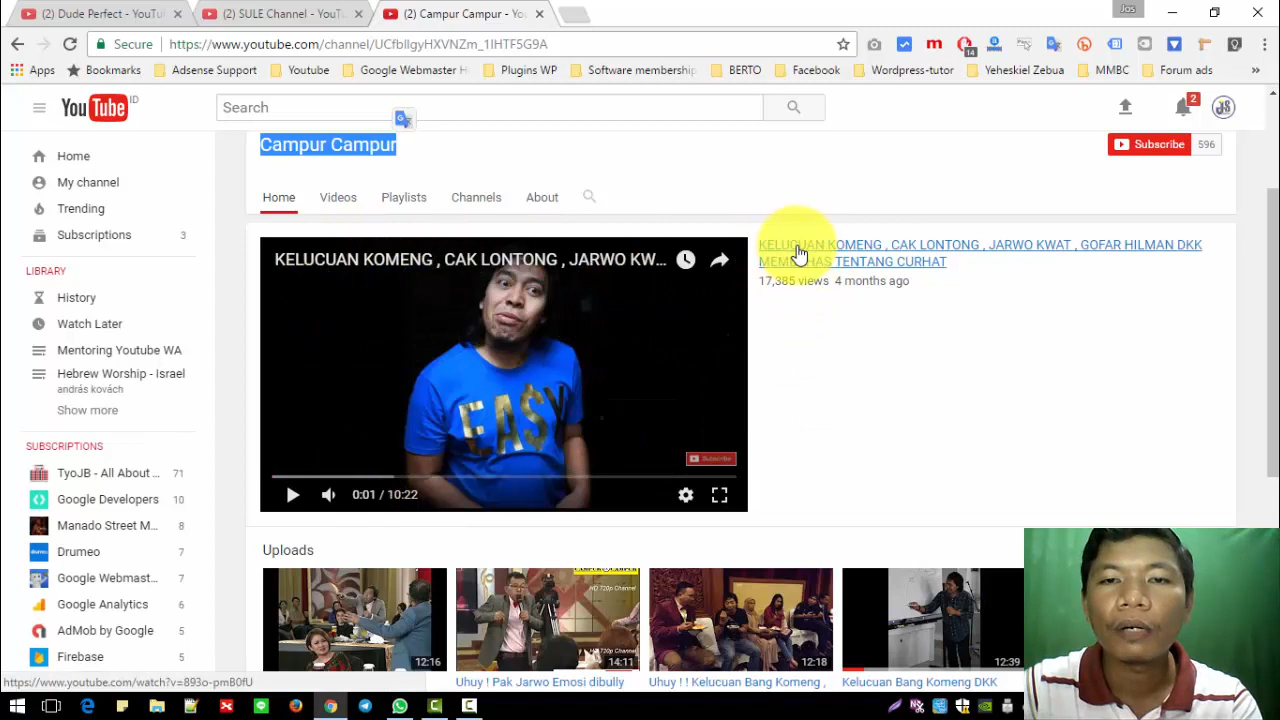 (2) Dude Perfect - YouTu
(2) SULE Channel - YouTu
(2) Campur Campur - You
Jos
Secure
https://www.youtube.com/channel/UCfbllgyHXVNZm_1IHTF5G9A
14
Apps
Bookmarks
Adsense Support
Youtube
Google Webmaster H
Plugins WP
Software membership
BERTO
Facebook
Wordpress-tutor
Yeheskiel Zebua
MMBC
Forum ads
YouTube ID
Search
2
Campur Campur
Subscribe 596
Home
Videos
Playlists
Channels
About
Home
My channel
Trending
Subscriptions 3
LIBRARY
History
Watch Later
Mentoring Youtube WA
Hebrew Worship - Israel
andrás kovách
Show more
SUBSCRIPTIONS
TyoJB - All About ... 71
Google Developers 10
Manado Street M... 8
Drumeo 7
Google Webmast... 7
Google Analytics 6
AdMob by Google 5
Firebase 5
KELUCUAN KOMENG , CAK LONTONG , JARWO KW...
EASY
Subscribe
0:01 / 10:22
KELUCUAN KOMENG , CAK LONTONG , JARWO KWAT , GOFAR HILMAN DKK
MEMBAHAS TENTANG CURHAT
17,385 views 4 months ago
Uploads
12:16
HD 720p Channel
14:11
12:18
12:39
Uhuy ! Pak Jarwo Emosi dibully
Uhuy ! ! Kelucuan Bang Komeng ,
Kelucuan Bang Komeng DKK
https://www.youtube.com/watch?v=893o-pmB0fU